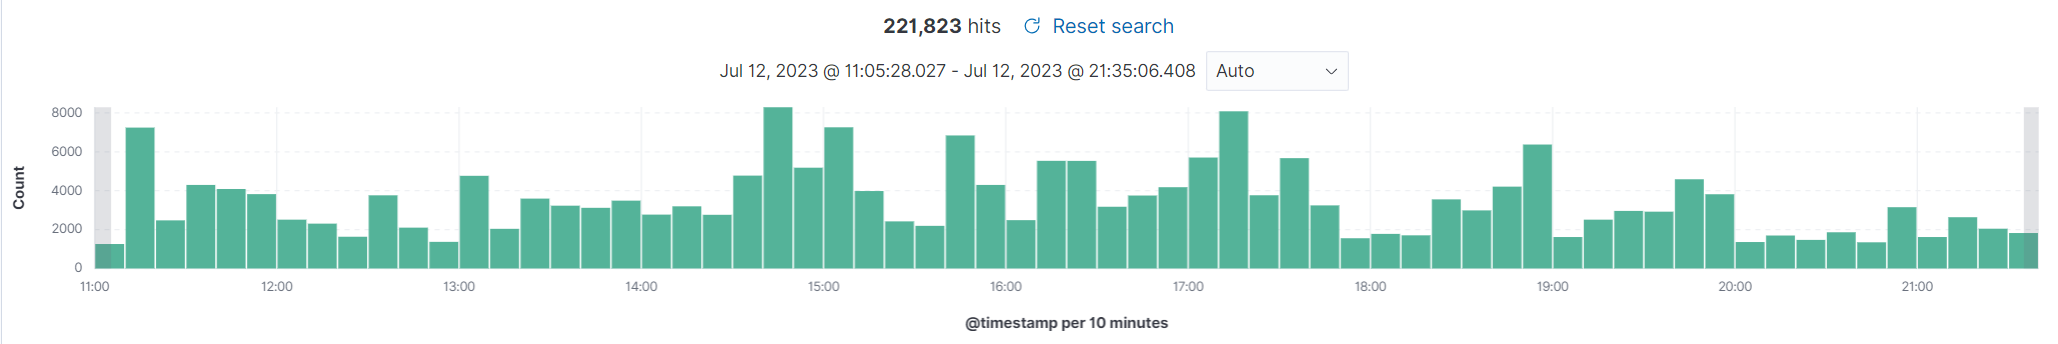 221,823 hits Reset search
Jul 12, 2023 @ 11:05:28.027 - Jul 12, 2023 @ 21:35:06.408 Auto
Count
8000
6000
4000
2000
0
11:00 12:00 13:00 14:00 15:00 16:00 17:00 18:00 19:00 20:00 21:00
@timestamp per 10 minutes